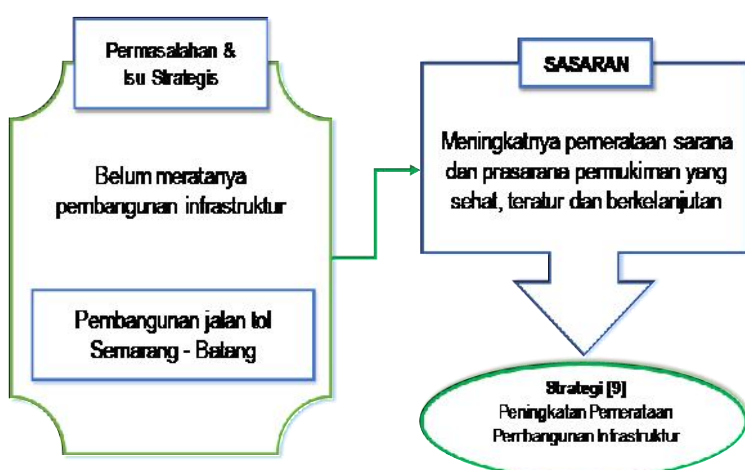 Permasalahan &
Isu Strategis
Belum meratanya
pembangunan infrastruktur
Pembangunan jalan tol
Semarang - Batang
SASARAN
Meningkatnya pemerataan sarana
dan prasarana permukiman yang
sehat, teratur dan berkelanjutan
Strategi [9]
Peningkatan Pemerataan
Pembangunan Infrastruktur